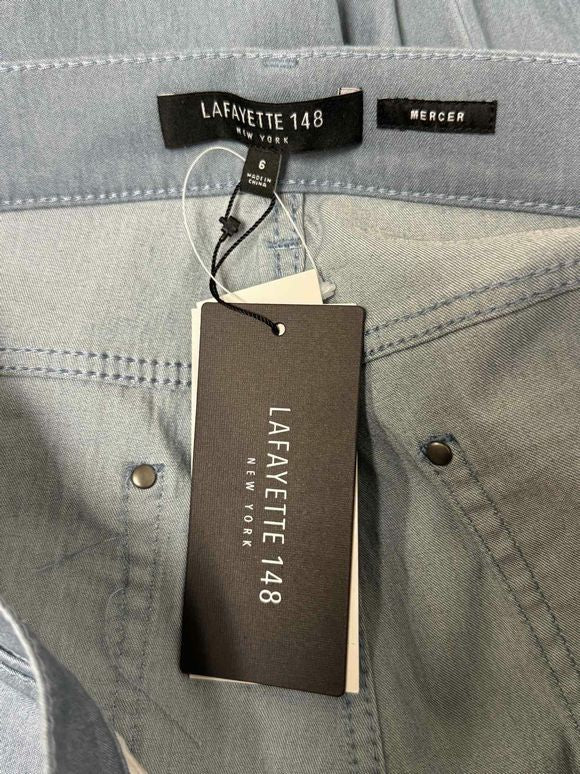 LAFAYETTE 148
NEW YORK
MERCER
6
MADE IN
CHINA
LAFAYETTE 148
NEW YORK